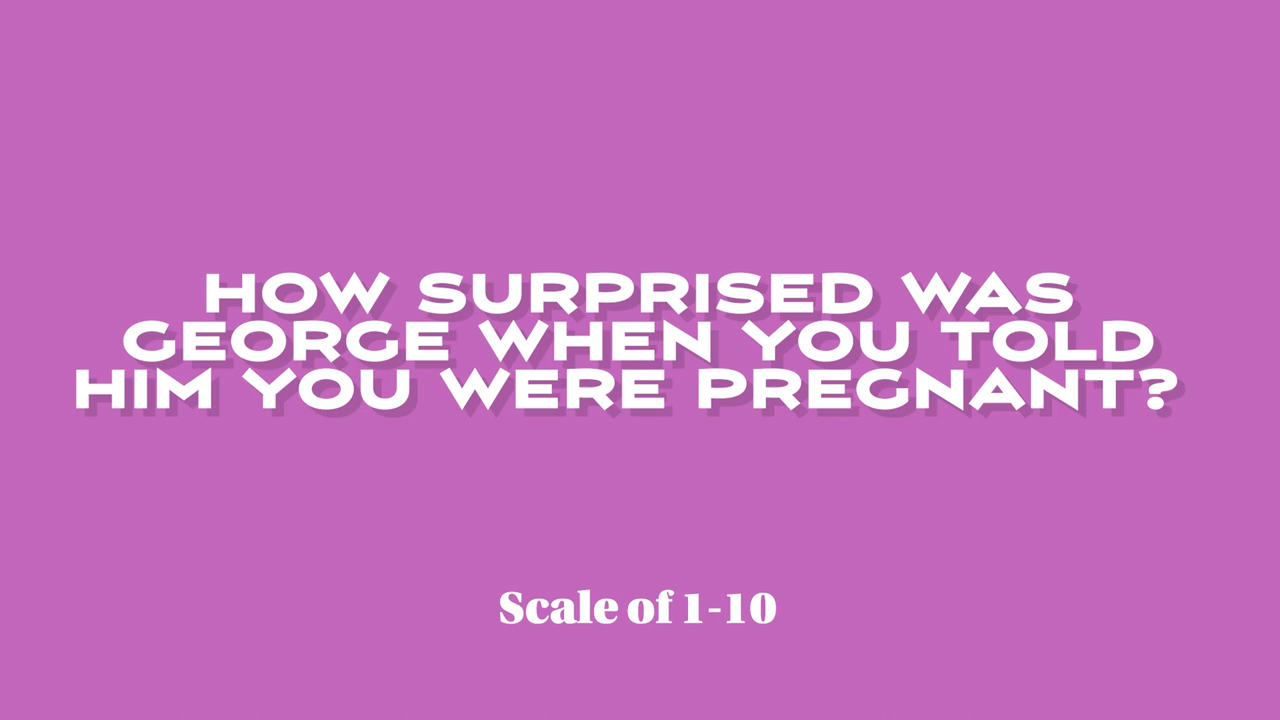 HOW SURPRISED WAS
GEORGE WHEN YOU TOLD
HIM YOU WERE PREGNANT?
Scale of 1-10